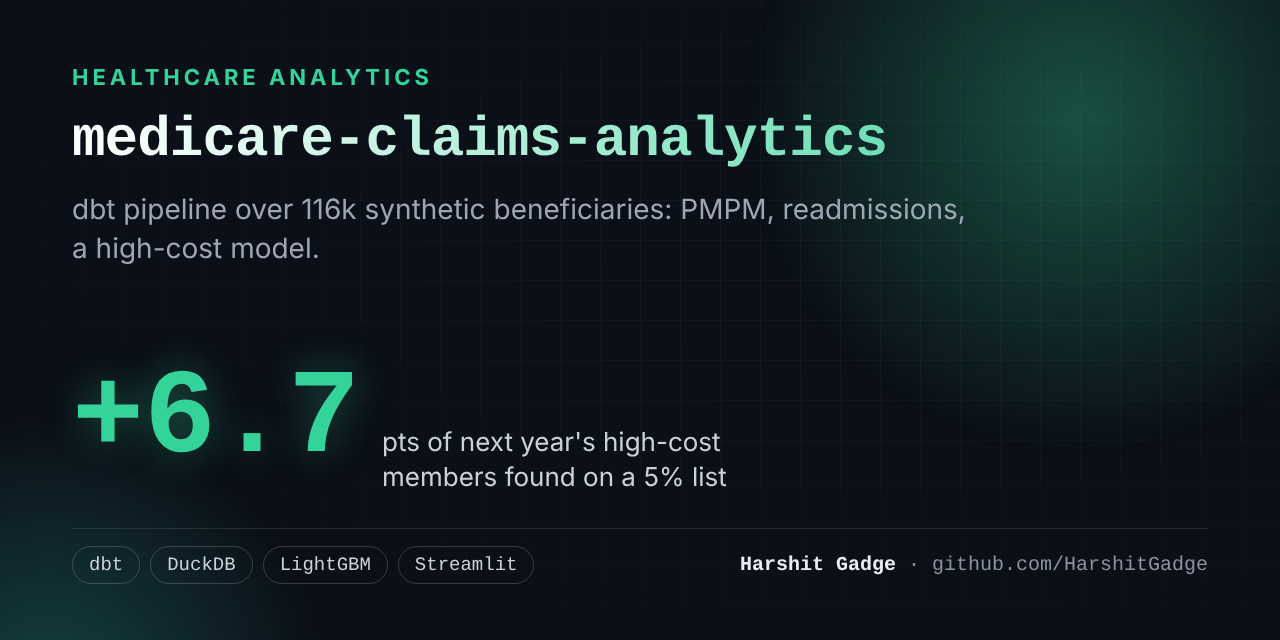 HEALTHCARE ANALYTICS
medicare-claims-analytics
dbt pipeline over 116k synthetic beneficiaries: PMPM, readmissions,
a high-cost model.
+6.7
pts of next year's high-cost
members found on a 5% list
dbt DuckDB LightGBM Streamlit Harshit Gadge · github.com/HarshitGadge